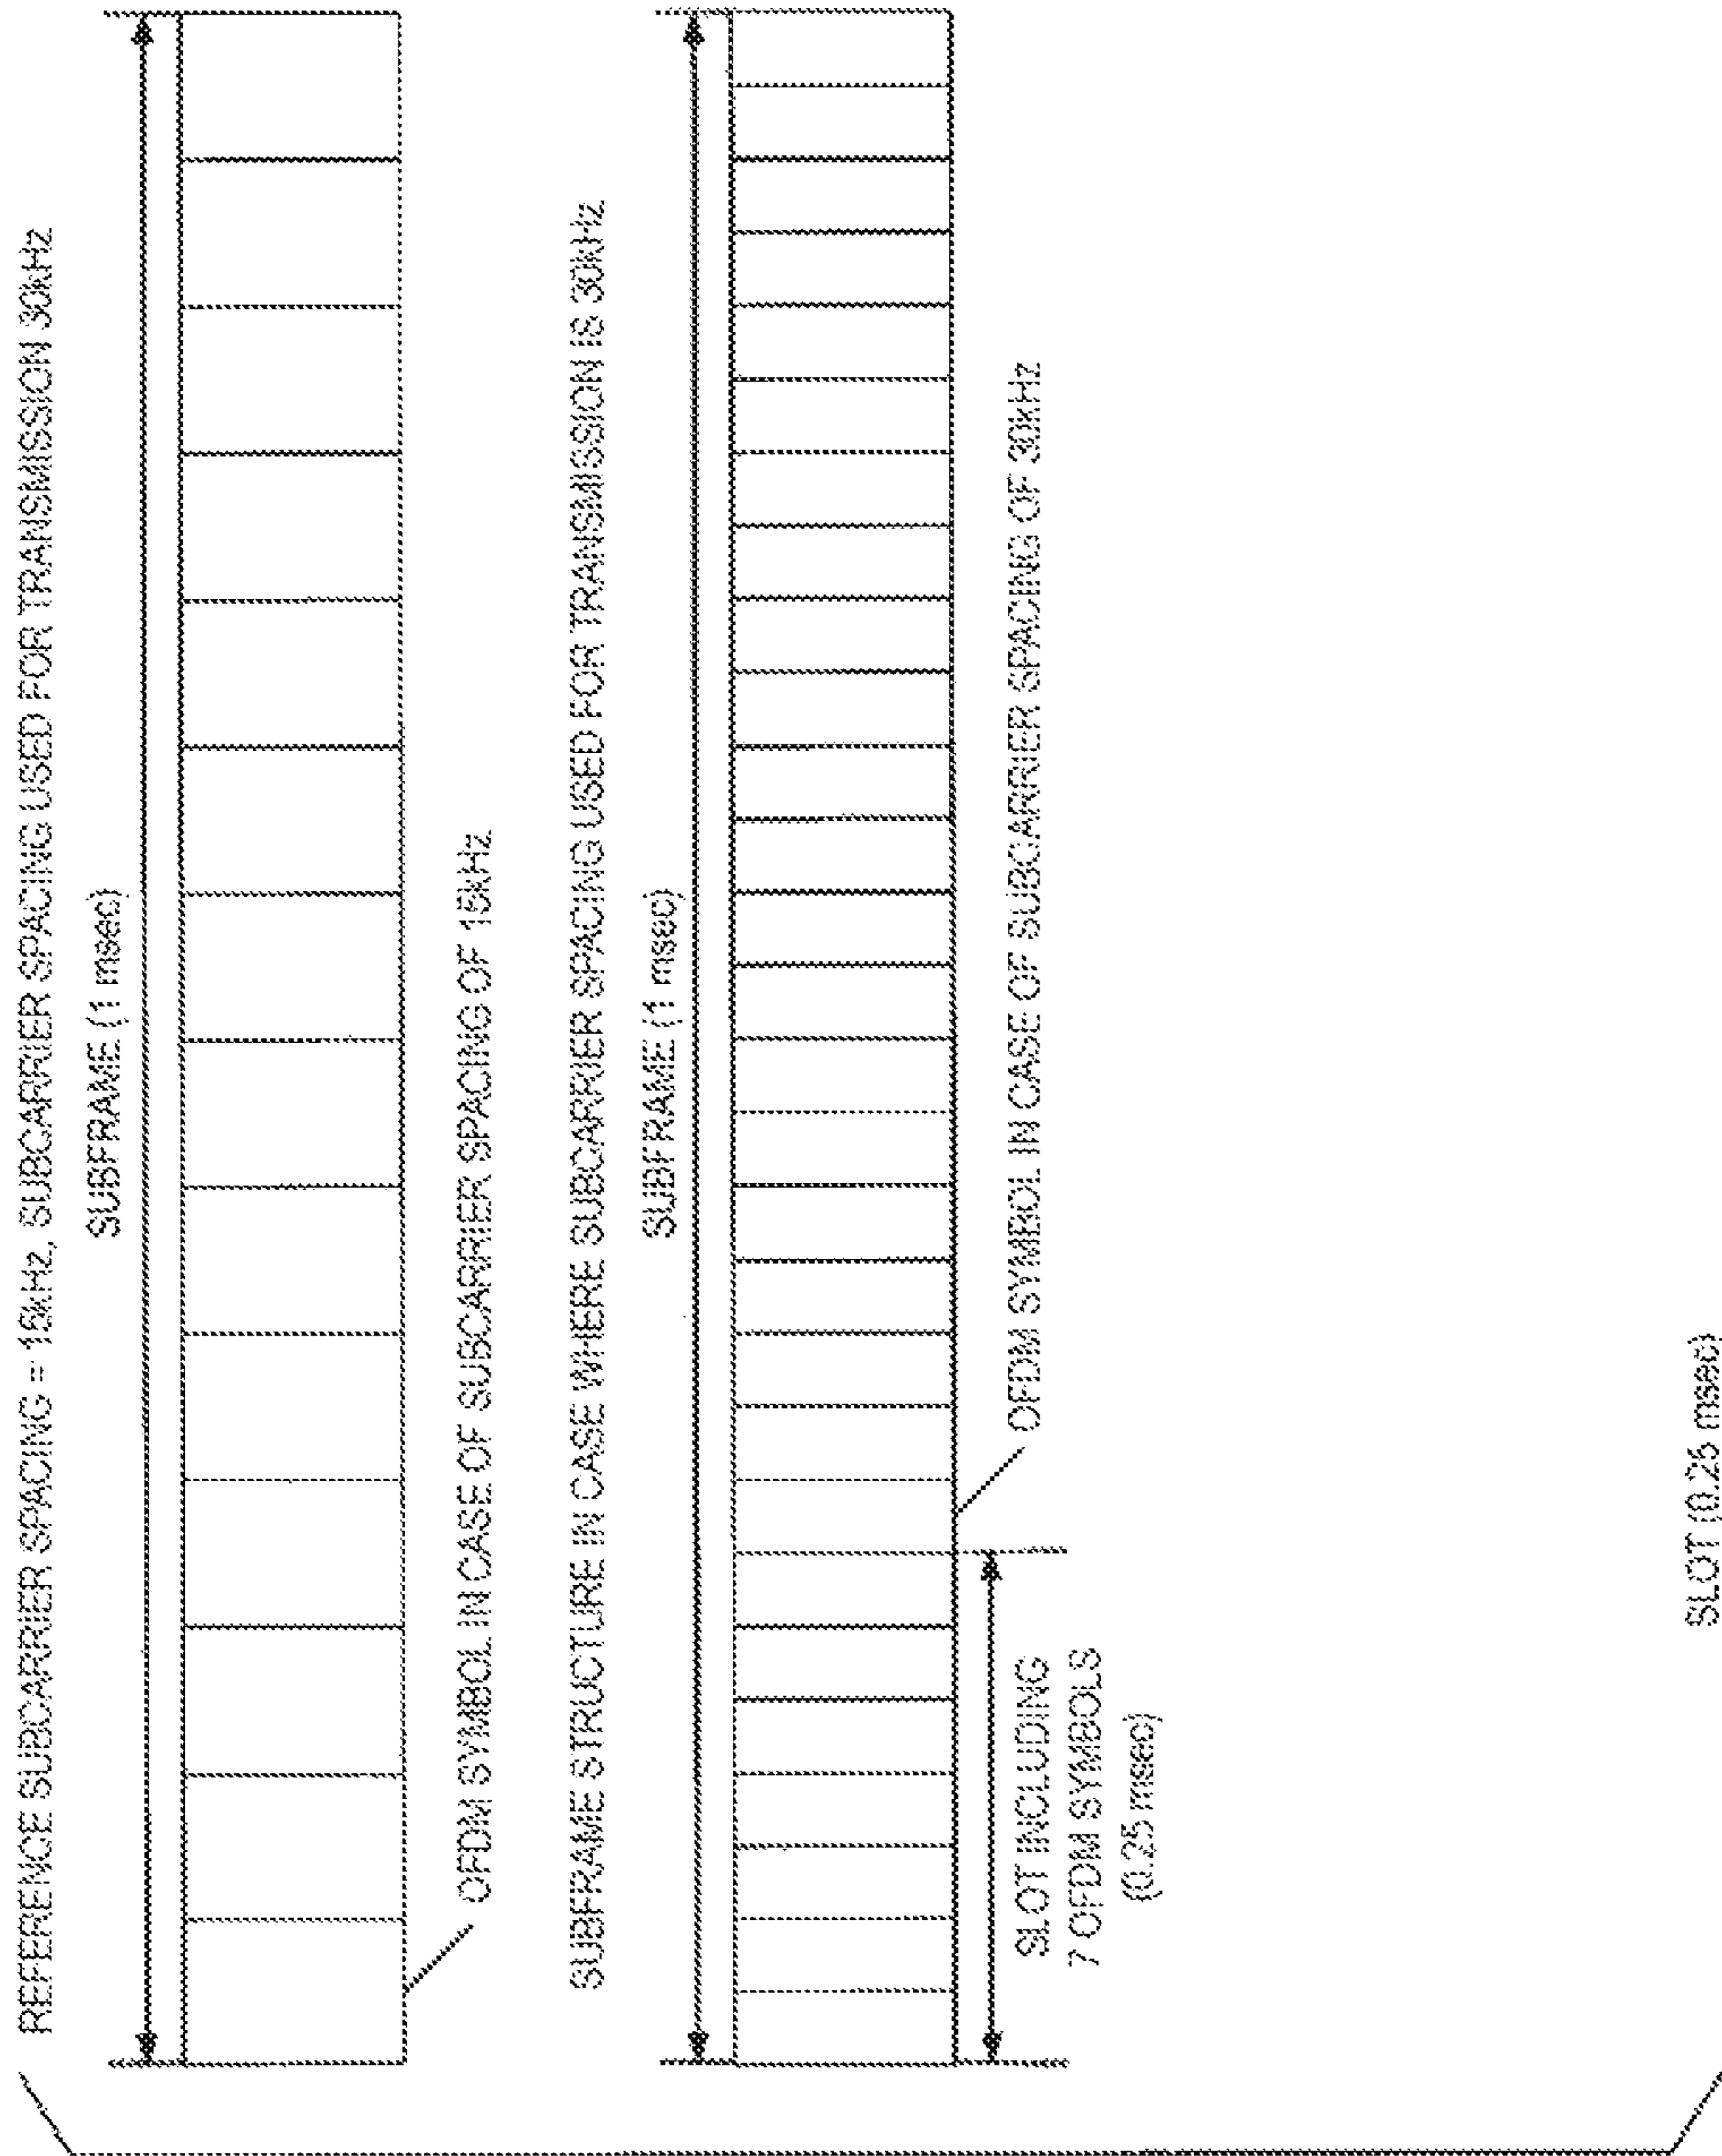 REFERENCE SUBCARRIER SPACING = 15kHz, SUBCARRIER SPACING USED FOR TRANSMISSION 30kHz
SUBFRAME (1 msec)
OFDM SYMBOL IN CASE OF SUBCARRIER SPACING OF 15kHz
SUBFRAME STRUCTURE IN CASE WHERE SUBCARRIER SPACING USED FOR TRANSMISSION IS 30kHz
SUBFRAME (1 msec)
OFDM SYMBOL IN CASE OF SUBCARRIER SPACING OF 30kHz
SLOT INCLUDING
7 OFDM SYMBOLS
(0.25 msec)
SLOT (0.25 msec)